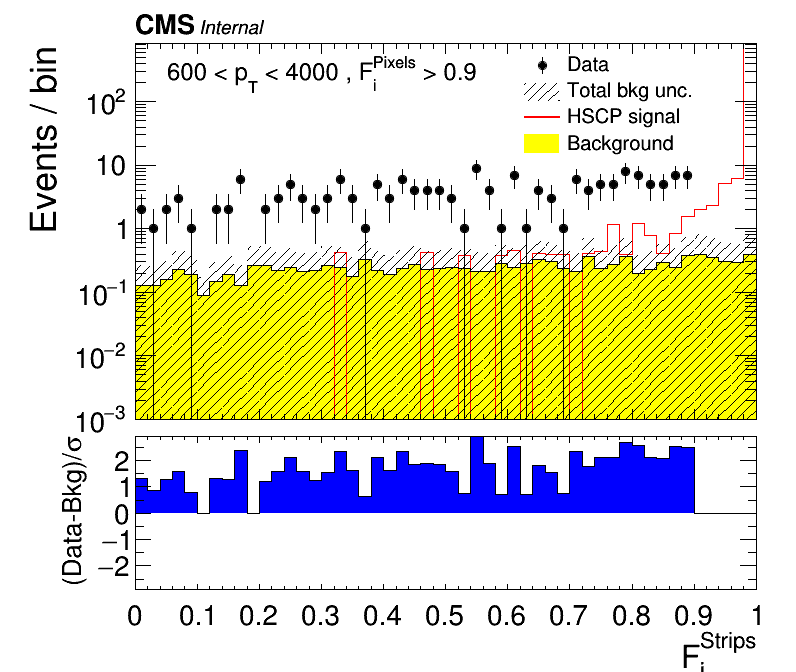 CMS Internal
600 < p_T < 4000 , F_i^Pixels > 0.9
Data
Total bkg unc.
HSCP signal
Background
Events / bin
10^2
10
1
10^−1
10^−2
10^−3
(Data-Bkg)/σ
2
1
0
−1
−2
0 0.1 0.2 0.3 0.4 0.5 0.6 0.7 0.8 0.9 1
F_i^Strips